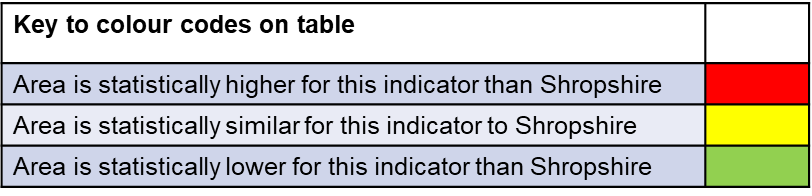 Key to colour codes on table
Area is statistically higher for this indicator than Shropshire
Area is statistically similar for this indicator to Shropshire
Area is statistically lower for this indicator than Shropshire